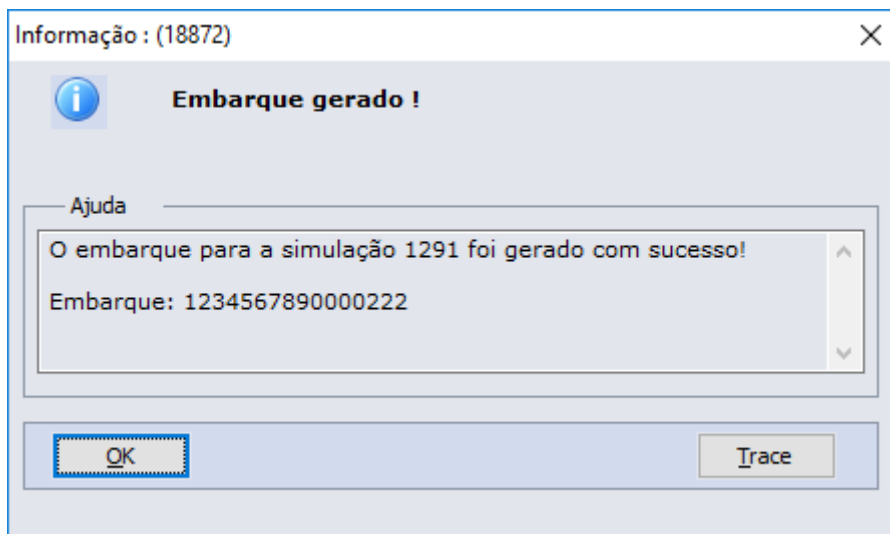 Informação : (18872)
Embarque gerado !
Ajuda
O embarque para a simulação 1291 foi gerado com sucesso!
Embarque: 1234567890000222
OK
Trace